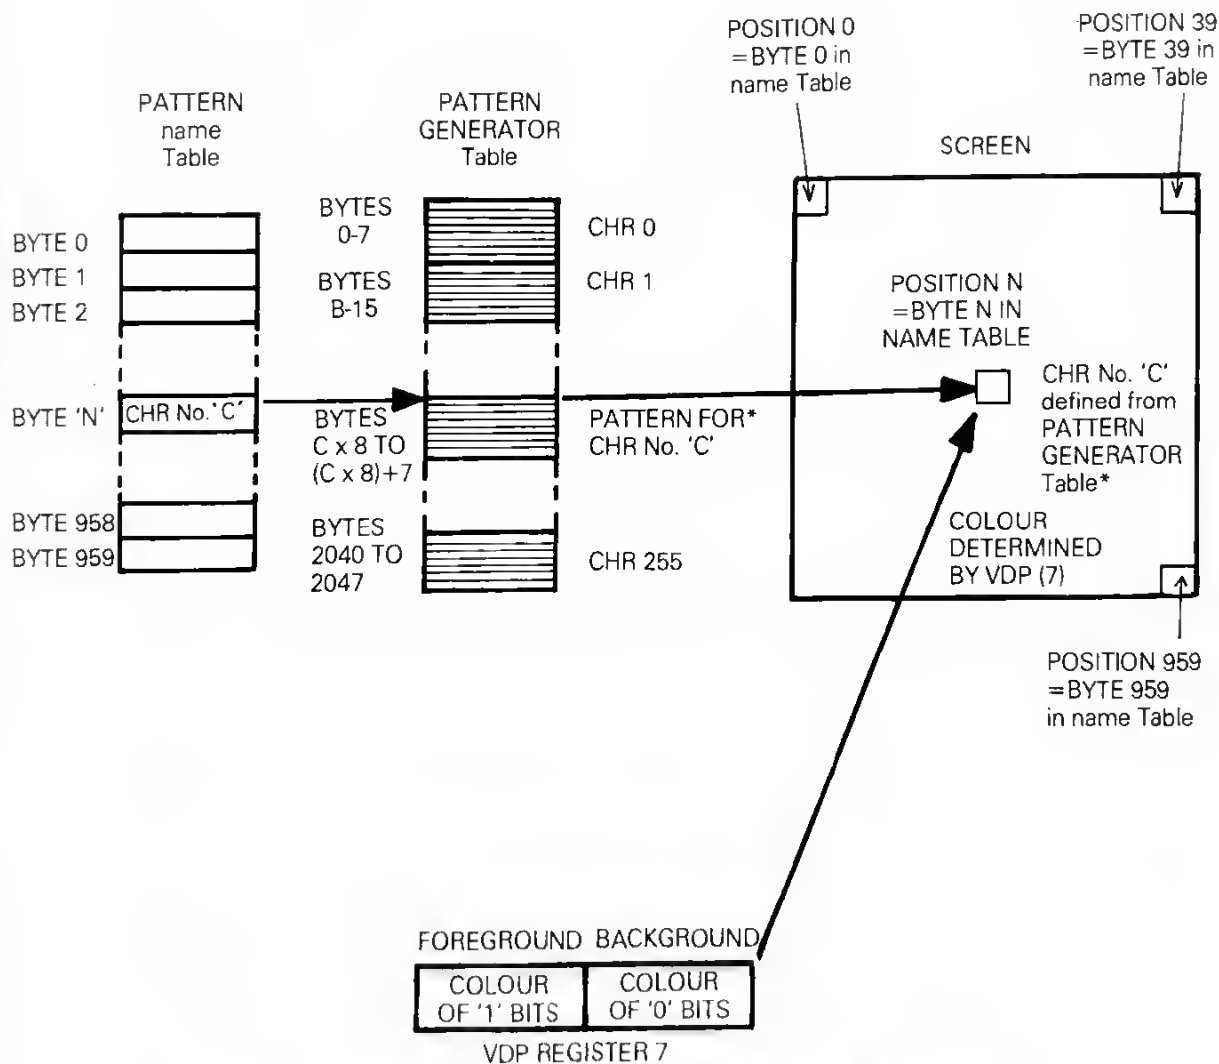 PATTERN
name
Table
BYTE 0
BYTE 1
BYTE 2
BYTE 'N'
CHR No. 'C'
BYTE 958
BYTE 959
PATTERN
GENERATOR
Table
BYTES
0-7
CHR 0
BYTES
B-15
CHR 1
BYTES
C x 8 TO
(C x 8)+7
PATTERN FOR*
CHR No. 'C'
BYTES
2040 TO
2047
CHR 255
POSITION 0
=BYTE 0 in
name Table
POSITION 39
=BYTE 39 in
name Table
SCREEN
POSITION N
=BYTE N IN
NAME TABLE
CHR No. 'C'
defined from
PATTERN
GENERATOR
Table*
COLOUR
DETERMINED
BY VDP (7)
POSITION 959
=BYTE 959
in name Table
FOREGROUND BACKGROUND
COLOUR
OF '1' BITS
COLOUR
OF '0' BITS
VDP REGISTER 7